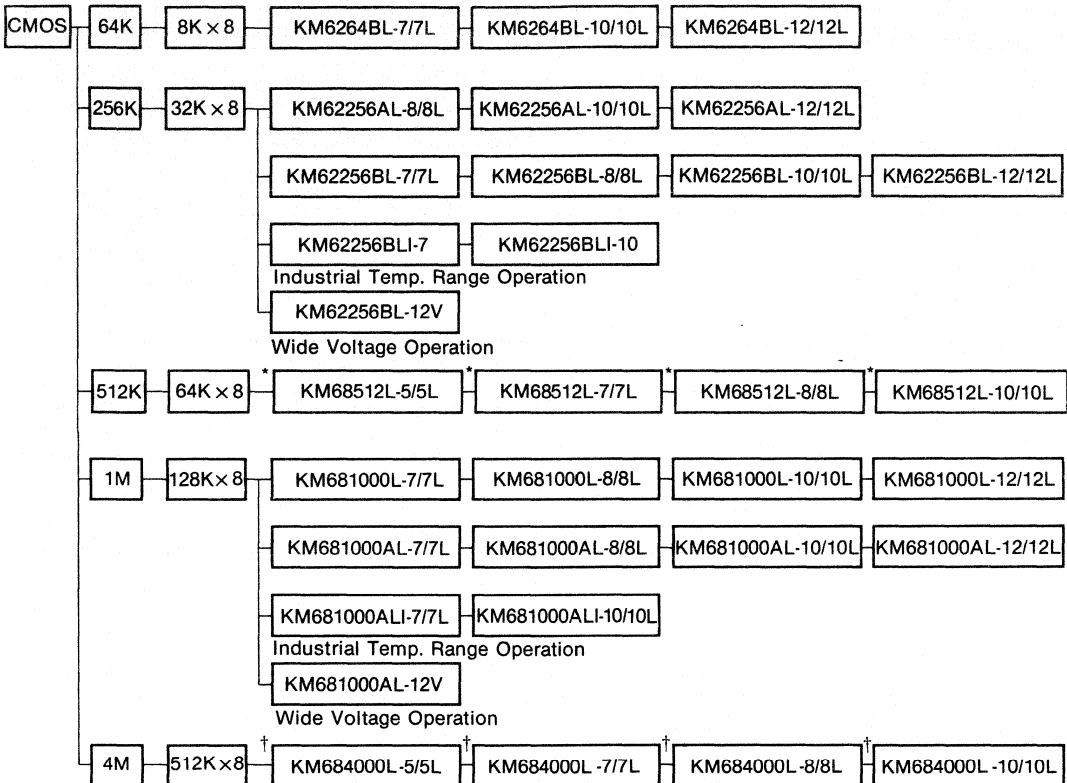 CMOS 64K 8K × 8 KM6264BL-7/7L KM6264BL-10/10L KM6264BL-12/12L
256K 32K × 8 KM62256AL-8/8L KM62256AL-10/10L KM62256AL-12/12L
KM62256BL-7/7L KM62256BL-8/8L KM62256BL-10/10L KM62256BL-12/12L
KM62256BLI-7 KM62256BLI-10
Industrial Temp. Range Operation
KM62256BL-12V
Wide Voltage Operation
512K 64K × 8 * KM68512L-5/5L * KM68512L-7/7L * KM68512L-8/8L * KM68512L-10/10L
1M 128K × 8 KM681000L-7/7L KM681000L-8/8L KM681000L-10/10L KM681000L-12/12L
KM681000AL-7/7L KM681000AL-8/8L KM681000AL-10/10L KM681000AL-12/12L
KM681000ALI-7/7L KM681000ALI-10/10L
Industrial Temp. Range Operation
KM681000AL-12V
Wide Voltage Operation
4M 512K × 8 † KM684000L-5/5L † KM684000L -7/7L † KM684000L-8/8L † KM684000L-10/10L